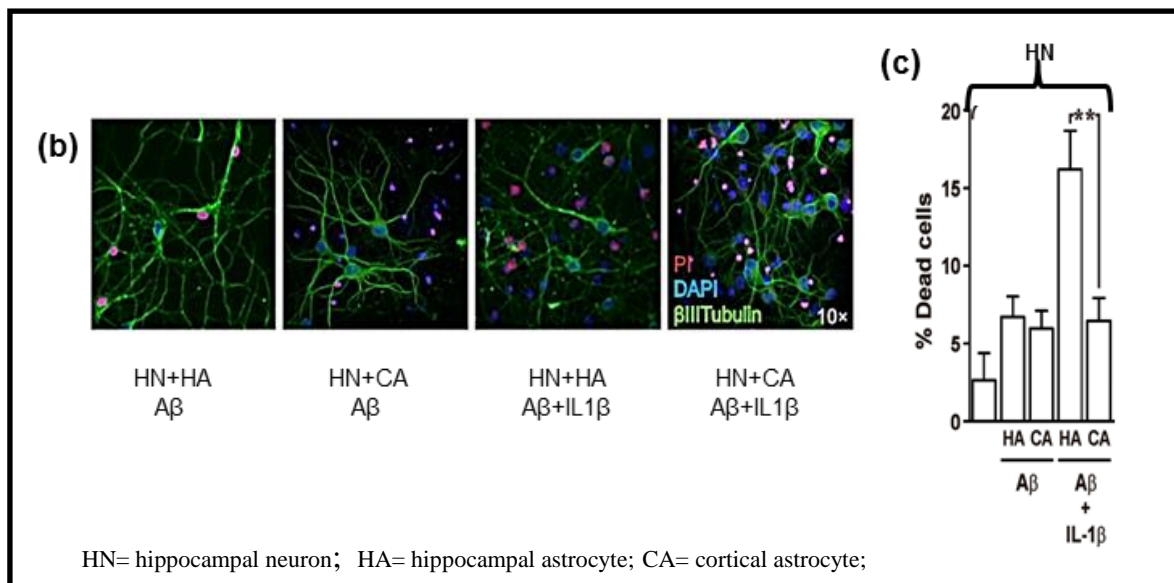 (b)
PI
DAPI
βIIITubulin
10×
HN+HA
Aβ
HN+CA
Aβ
HN+HA
Aβ+IL1β
HN+CA
Aβ+IL1β
(c)
HN
% Dead cells
20
15
10
5
0
**
HA CA HA CA
Aβ
Aβ
+
IL-1β
HN= hippocampal neuron; HA= hippocampal astrocyte; CA= cortical astrocyte;